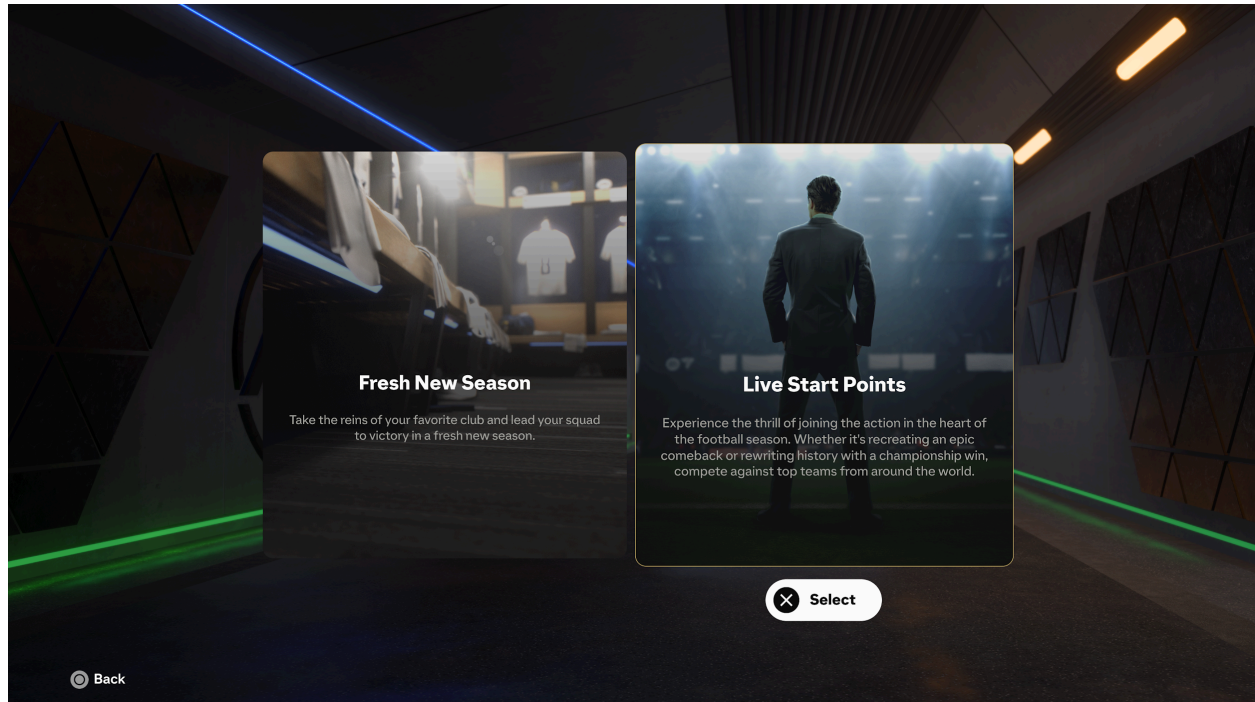 Fresh New Season
Take the reins of your favorite club and lead your squad
to victory in a fresh new season.
Live Start Points
Experience the thrill of joining the action in the heart of
the football season. Whether it's recreating an epic
comeback or rewriting history with a championship win,
compete against top teams from around the world.
Select
Back